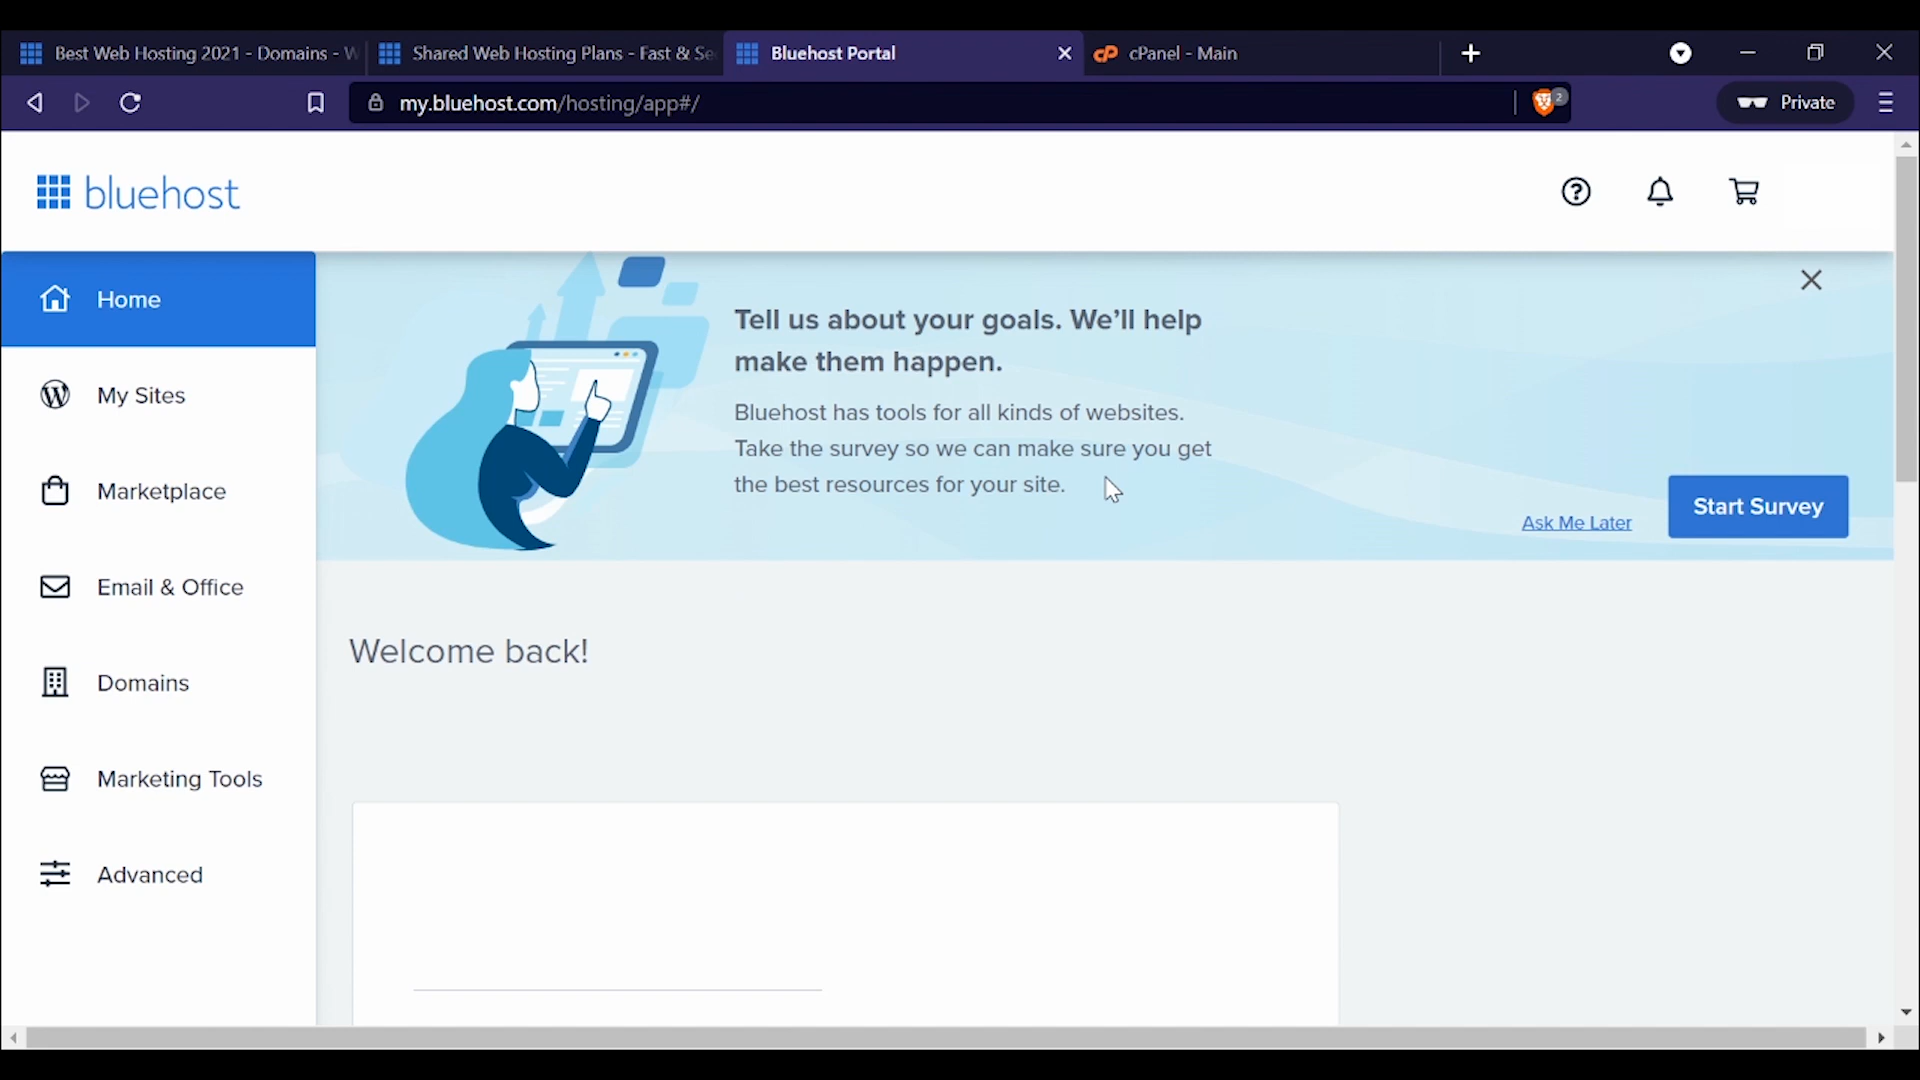 Best Web Hosting 2021 - Domains - W
Shared Web Hosting Plans - Fast & Se
Bluehost Portal
cPanel - Main
my.bluehost.com/hosting/app#/
2
Private
bluehost
Home
My Sites
Marketplace
Email & Office
Domains
Marketing Tools
Advanced
Tell us about your goals. We'll help
make them happen.
Bluehost has tools for all kinds of websites.
Take the survey so we can make sure you get
the best resources for your site.
Ask Me Later
Start Survey
Welcome back!